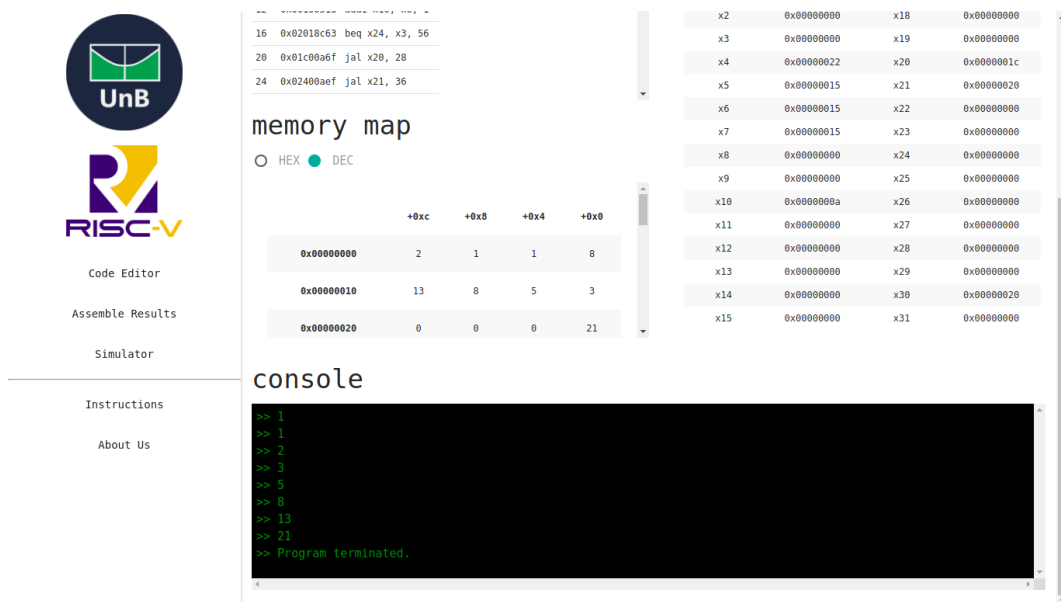 UnB
RISC-V
Code Editor
Assemble Results
Simulator
Instructions
About Us
12 0x00100513 addi x10, x0, 1
16 0x02018c63 beq x24, x3, 56
20 0x01c00a6f jal x20, 28
24 0x02400aef jal x21, 36
memory map
HEX DEC
+0xc +0x8 +0x4 +0x0
0x00000000 2 1 1 8
0x00000010 13 8 5 3
0x00000020 0 0 0 21
x2 0x00000000 x18 0x00000000
x3 0x00000000 x19 0x00000000
x4 0x00000022 x20 0x0000001c
x5 0x00000015 x21 0x00000020
x6 0x00000015 x22 0x00000000
x7 0x00000015 x23 0x00000000
x8 0x00000000 x24 0x00000000
x9 0x00000000 x25 0x00000000
x10 0x0000000a x26 0x00000000
x11 0x00000000 x27 0x00000000
x12 0x00000000 x28 0x00000000
x13 0x00000000 x29 0x00000000
x14 0x00000000 x30 0x00000020
x15 0x00000000 x31 0x00000000
console
>> 1
>> 1
>> 2
>> 3
>> 5
>> 8
>> 13
>> 21
>> Program terminated.